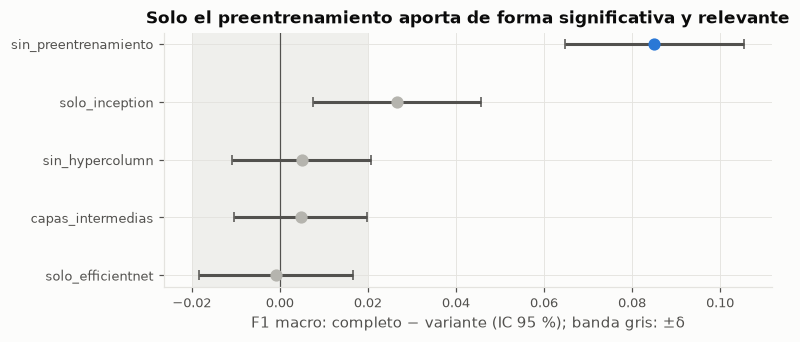 Solo el preentrenamiento aporta de forma significativa y relevante
sin_preentrenamiento
solo_inception
sin_hypercolumn
capas_intermedias
solo_efficientnet
−0.02 0.00 0.02 0.04 0.06 0.08 0.10
F1 macro: completo − variante (IC 95 %); banda gris: ±δ